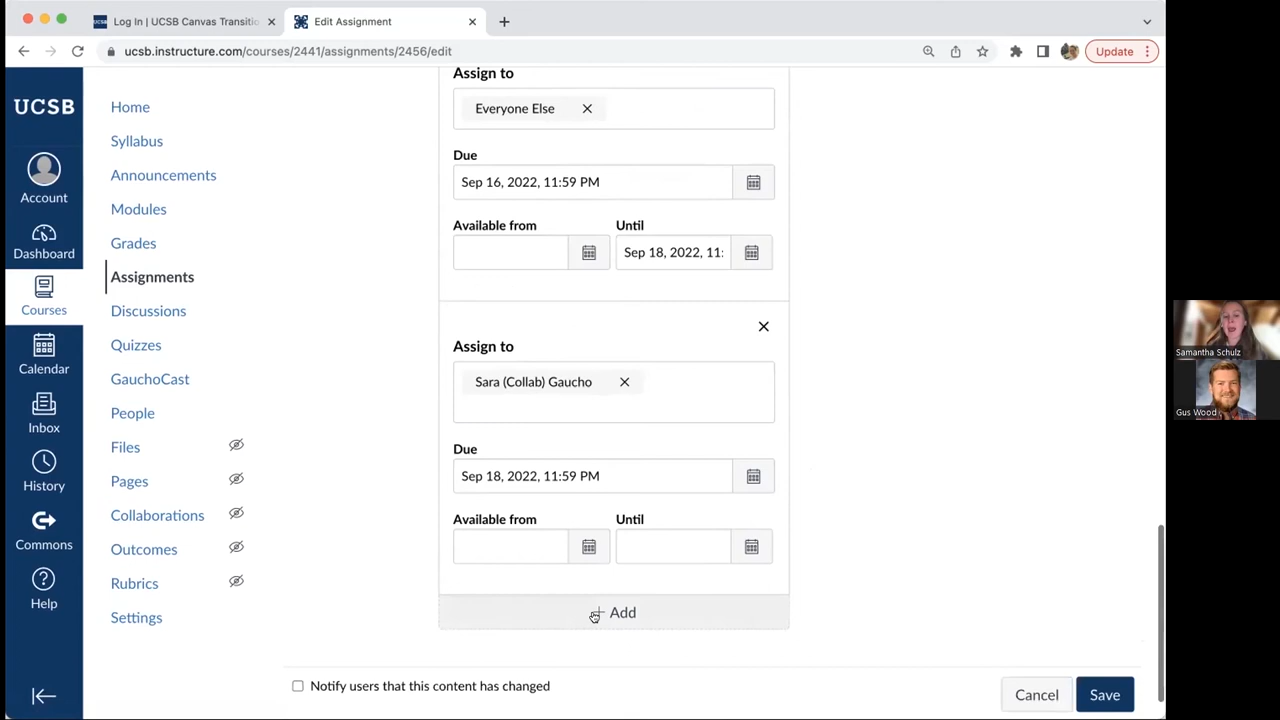 Log In | UCSB Canvas Transitio
Edit Assignment
ucsb.instructure.com/courses/2441/assignments/2456/edit
Update
UCSB
Account
Dashboard
Courses
Calendar
Inbox
History
Commons
Help
Home
Syllabus
Announcements
Modules
Grades
Assignments
Discussions
Quizzes
GauchoCast
People
Files
Pages
Collaborations
Outcomes
Rubrics
Settings
Assign to
Everyone Else
Due
Sep 16, 2022, 11:59 PM
Available from
Until
Sep 18, 2022, 11:
Assign to
Sara (Collab) Gaucho
Due
Sep 18, 2022, 11:59 PM
Available from
Until
+ Add
Notify users that this content has changed
Cancel
Save
Samantha Schulz
Gus Wood